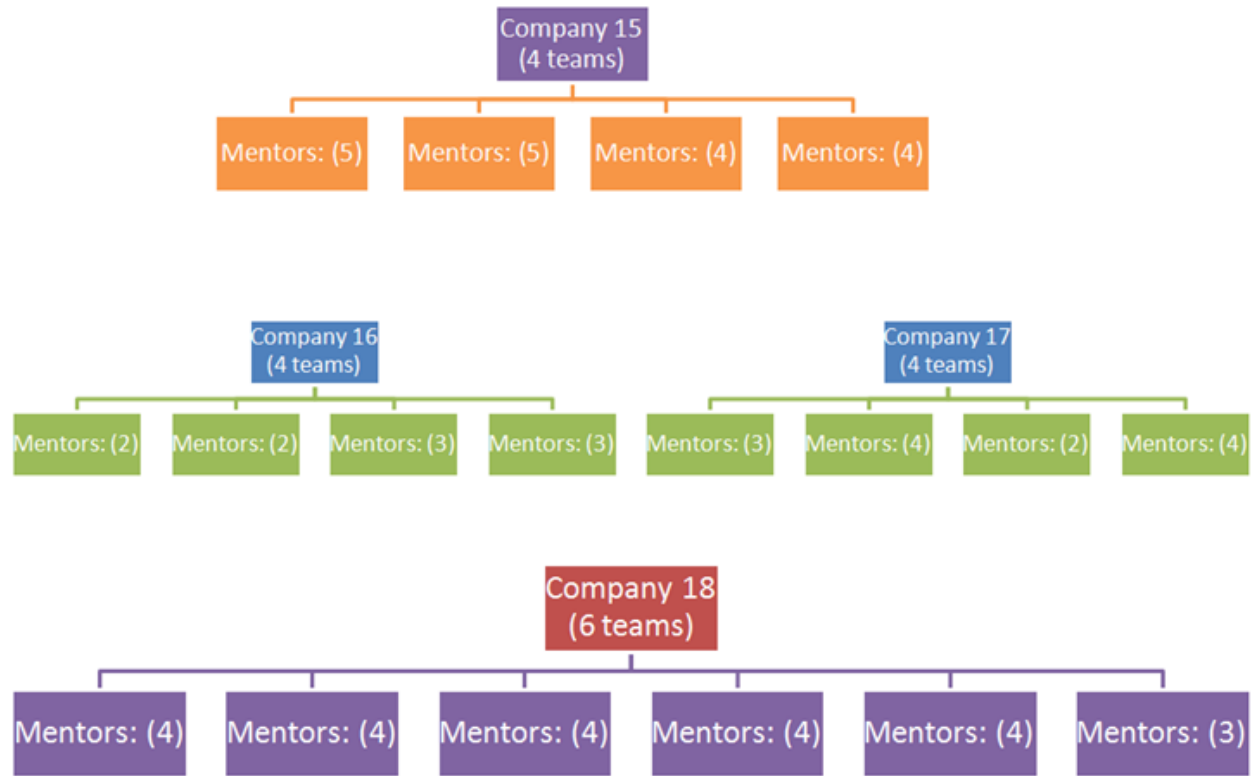 Company 15
(4 teams)
Mentors: (5)
Mentors: (5)
Mentors: (4)
Mentors: (4)
Company 16
(4 teams)
Mentors: (2)
Mentors: (2)
Mentors: (3)
Mentors: (3)
Company 17
(4 teams)
Mentors: (3)
Mentors: (4)
Mentors: (2)
Mentors: (4)
Company 18
(6 teams)
Mentors: (4)
Mentors: (4)
Mentors: (4)
Mentors: (4)
Mentors: (4)
Mentors: (3)